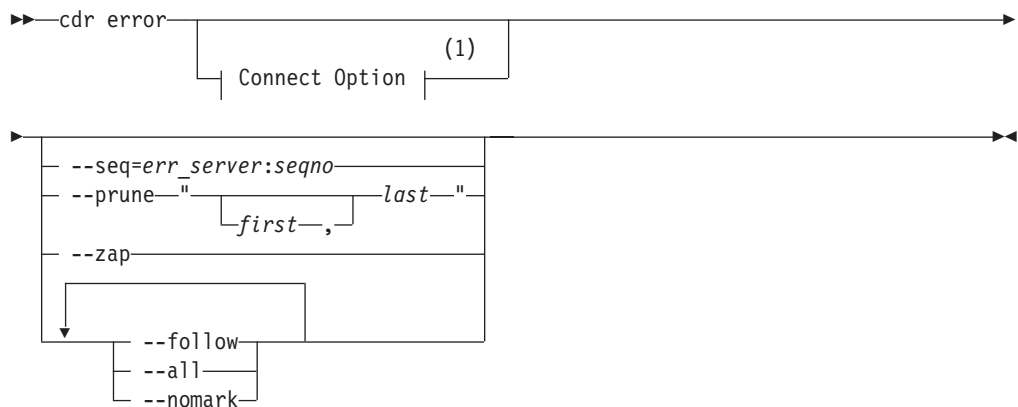 cdr error
(1)
Connect Option
--seq=err_server:seqno
--prune " last "
first ,
--zap
--follow
--all
--nomark